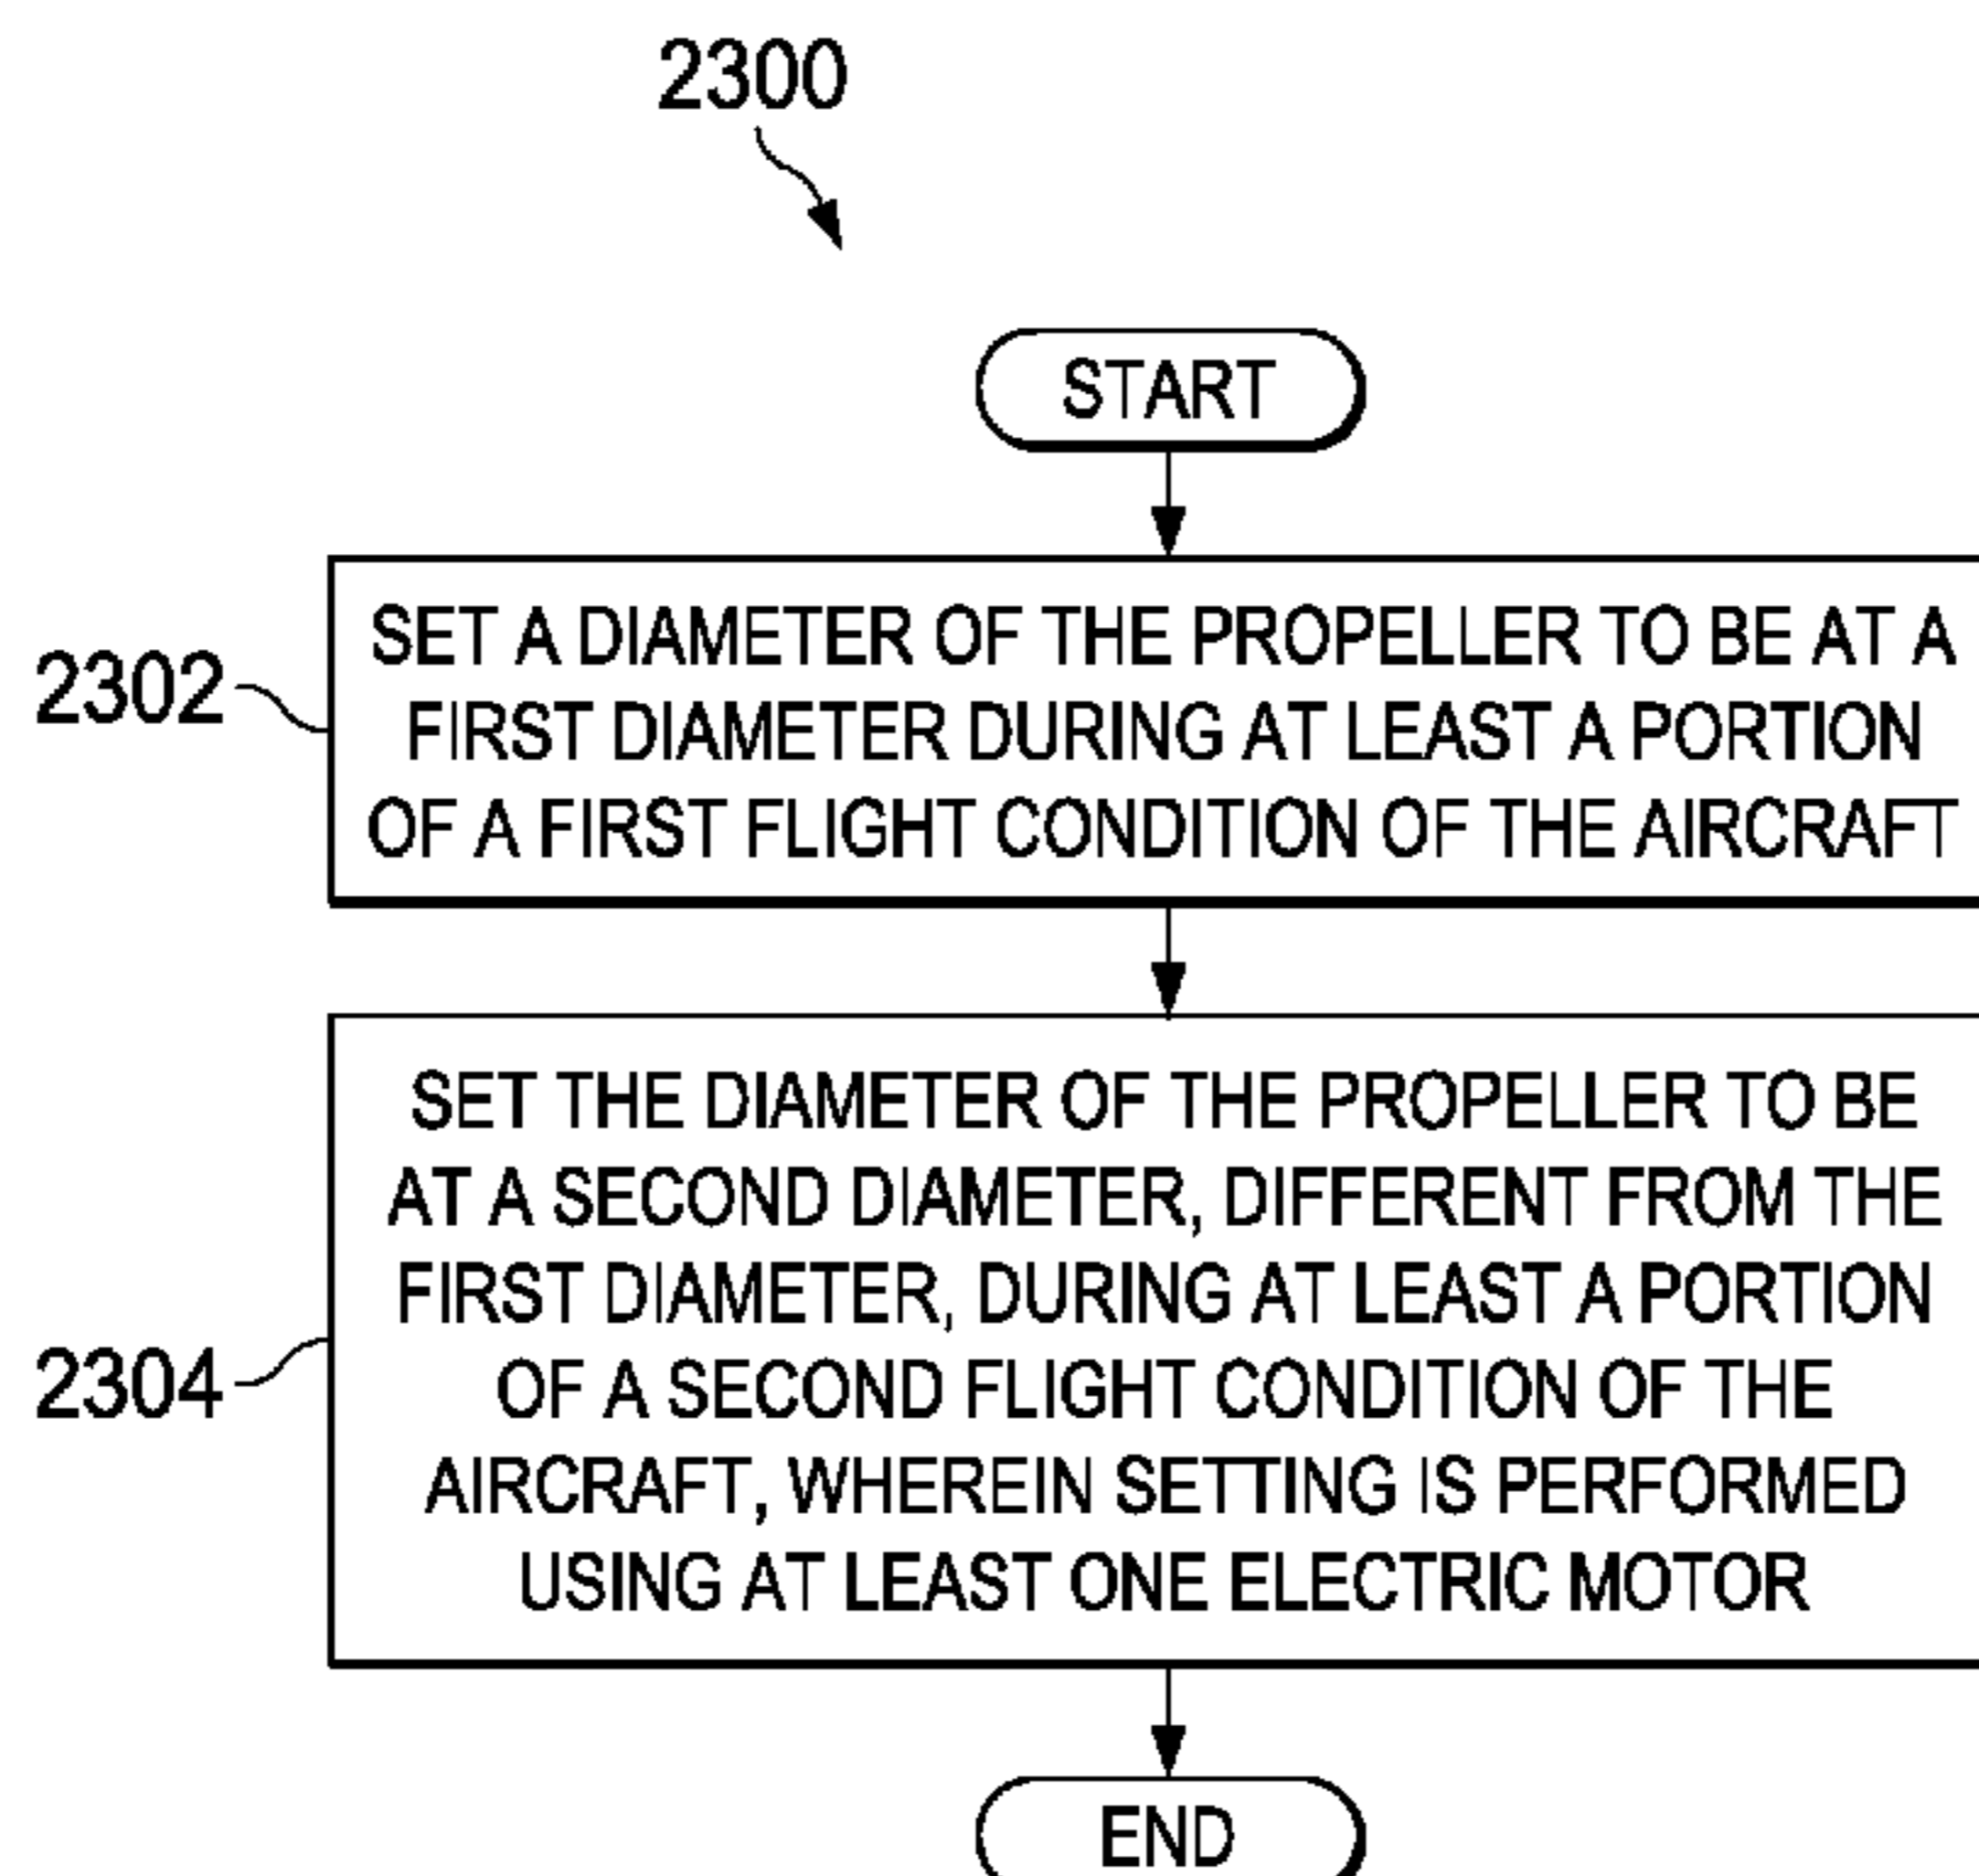 2300
START
2302
SET A DIAMETER OF THE PROPELLER TO BE AT A
FIRST DIAMETER DURING AT LEAST A PORTION
OF A FIRST FLIGHT CONDITION OF THE AIRCRAFT
2304
SET THE DIAMETER OF THE PROPELLER TO BE
AT A SECOND DIAMETER, DIFFERENT FROM THE
FIRST DIAMETER, DURING AT LEAST A PORTION
OF A SECOND FLIGHT CONDITION OF THE
AIRCRAFT, WHEREIN SETTING IS PERFORMED
USING AT LEAST ONE ELECTRIC MOTOR
END